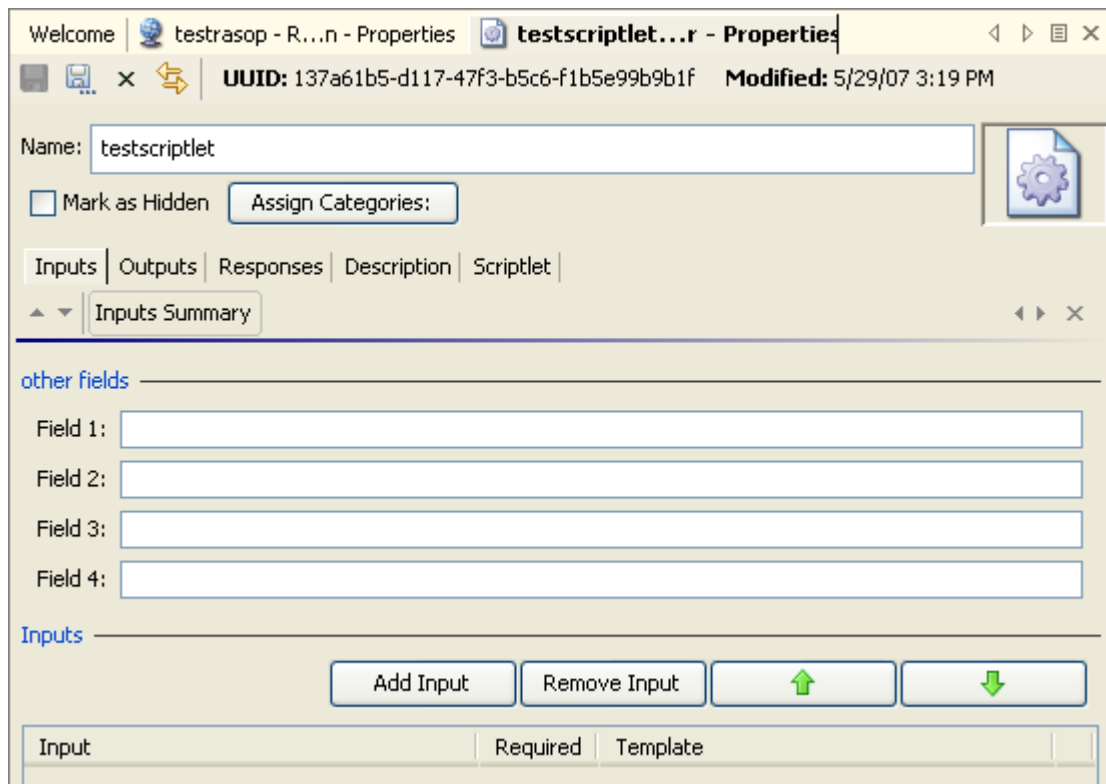 Welcome testrasop - R...n - Properties testscriptlet...r - Properties
UUID: 137a61b5-d117-47f3-b5c6-f1b5e99b9b1f Modified: 5/29/07 3:19 PM
Name: testscriptlet
Mark as Hidden Assign Categories:
Inputs Outputs Responses Description Scriptlet
Inputs Summary
other fields
Field 1:
Field 2:
Field 3:
Field 4:
Inputs
Add Input Remove Input
Input Required Template